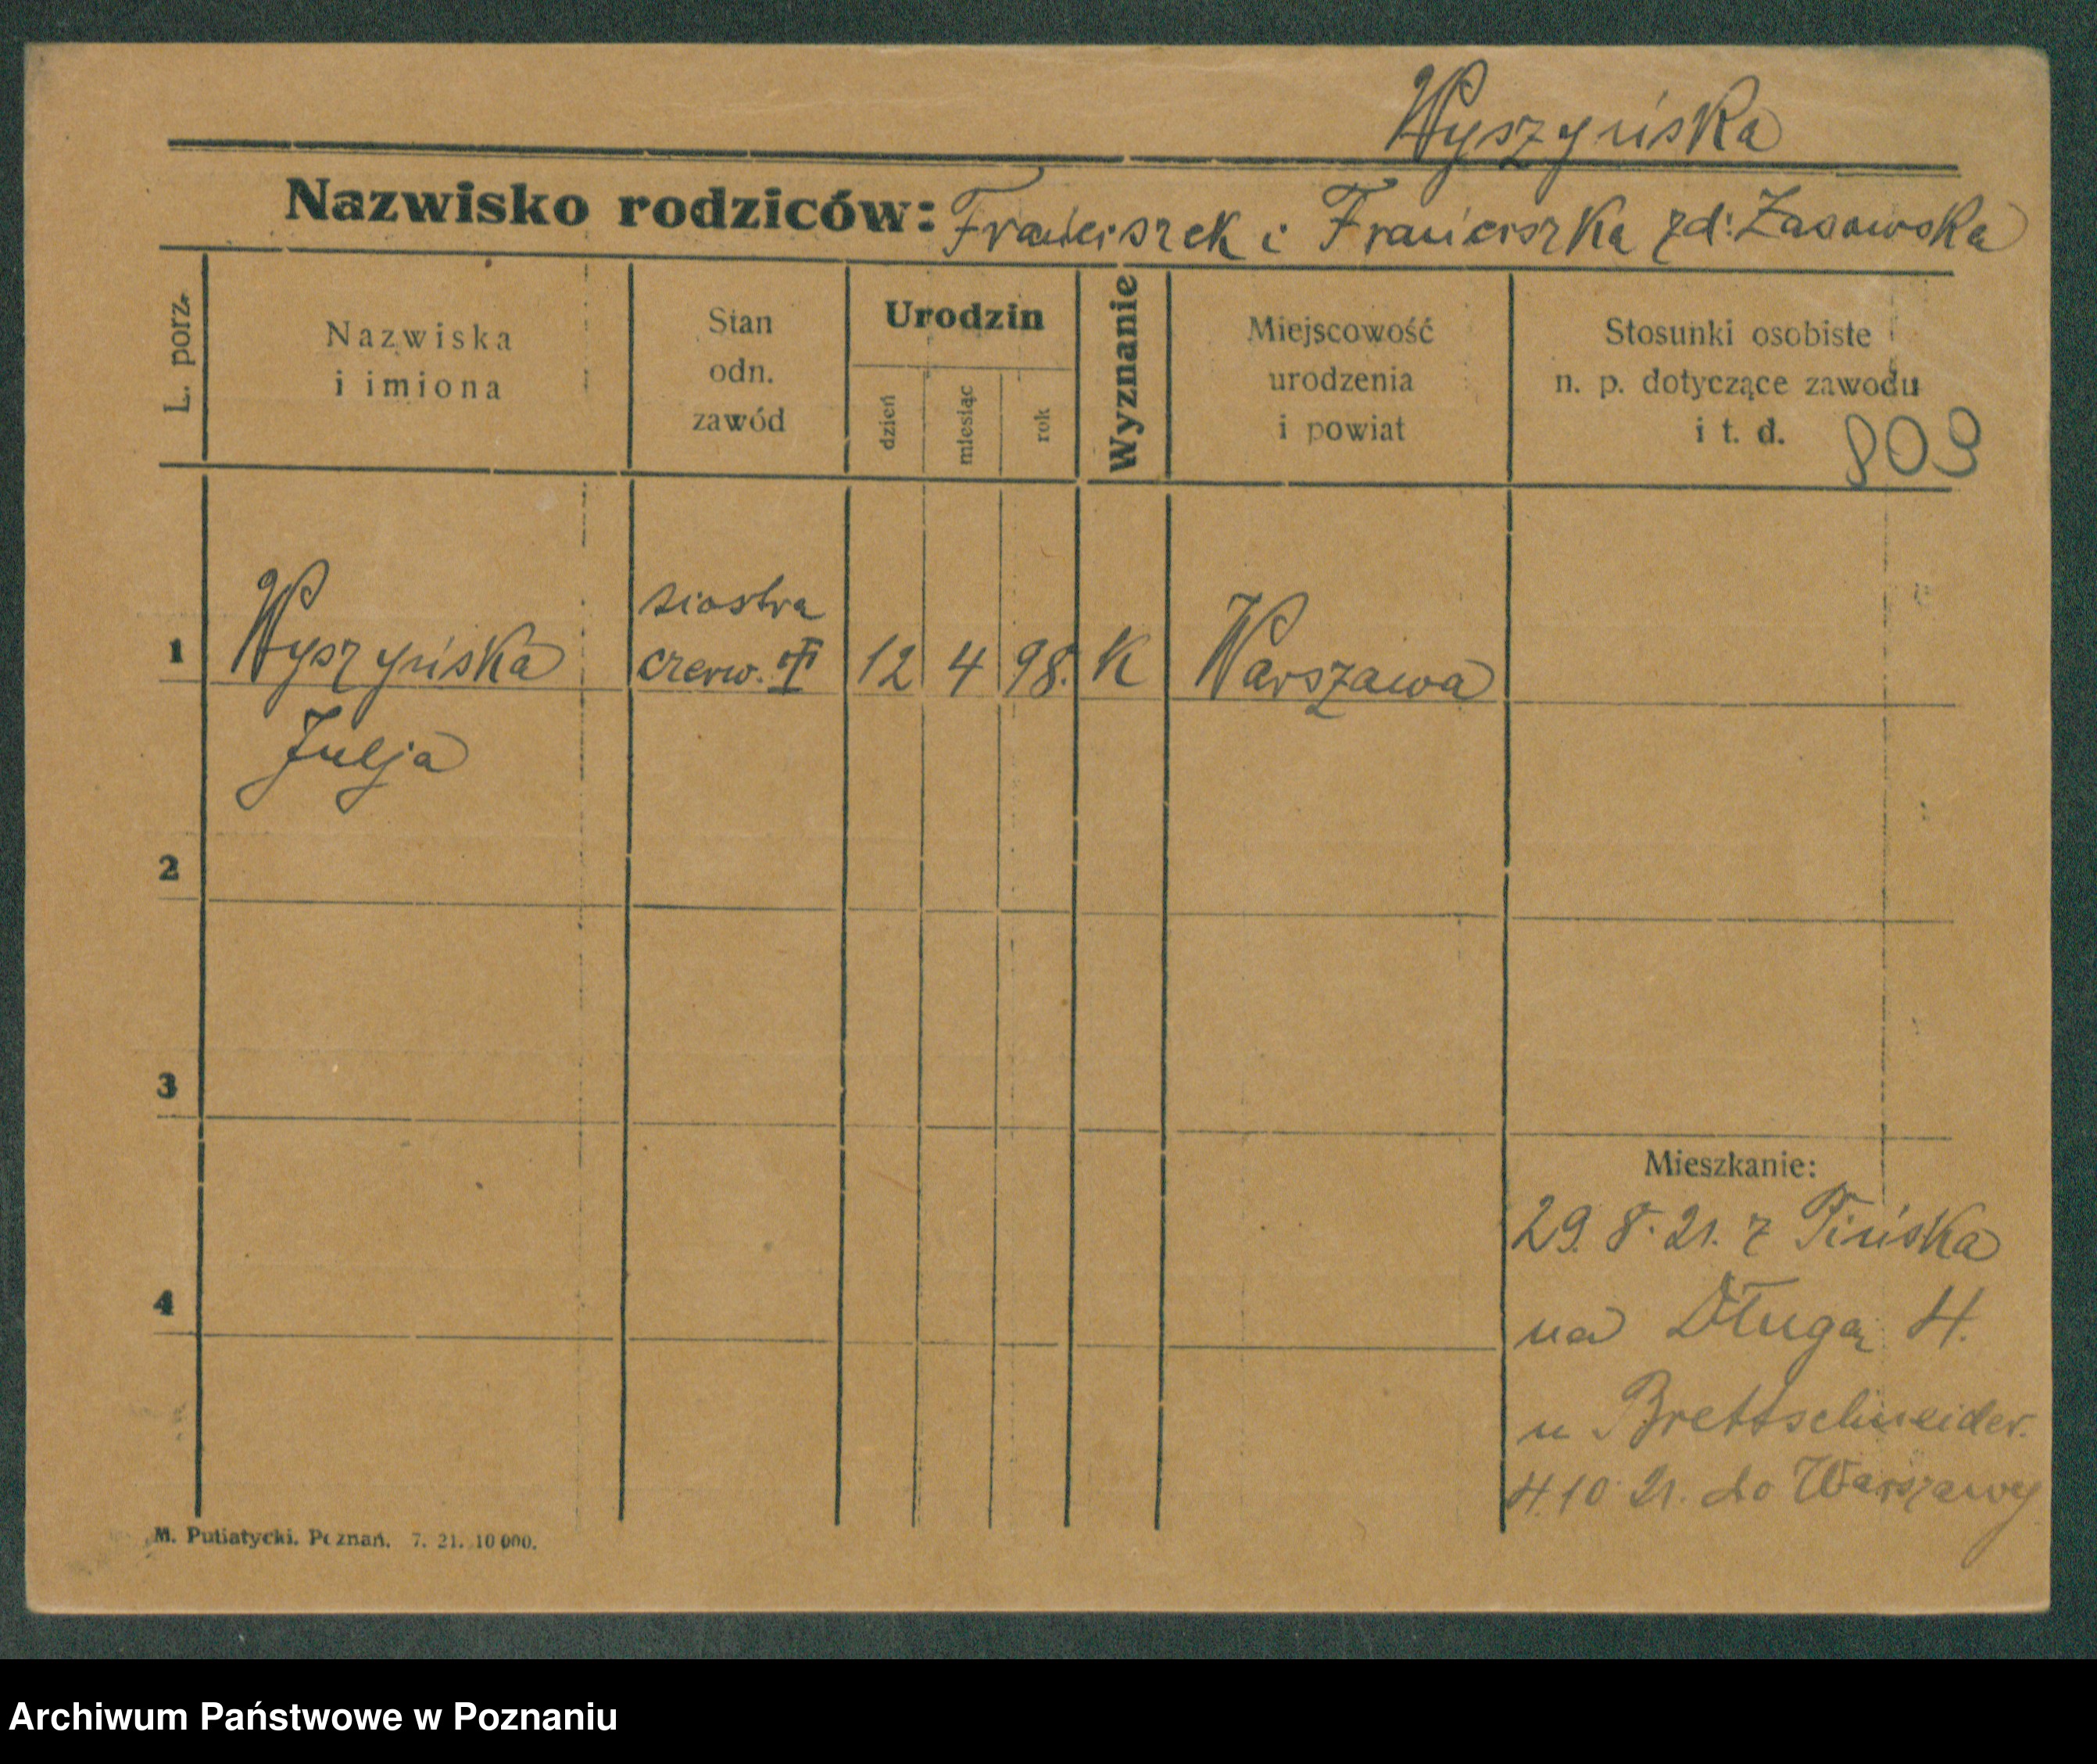 Wyszyńska
Nazwisko rodziców: Franciszek i Franciszka zd: Zasowska
L. porz.
Nazwiska
i imiona
Stan
odn.
zawód
Urodzin
dzień
miesiąc
rok
Wyznanie
Miejscowość
urodzenia
i powiat
Stosunki osobiste
n. p. dotyczące zawodu
i t. d.
809
1 Wyszyńska siostra czerw. 12 4 98. K Warszawa
Julja
2
3
4
Mieszkanie:
29. 8. 21. z Pińska
na Długą 4.
u Brettschneider.
4 10 21. do Warszawy
M. Putiatycki. Poznań. 7. 21. 10 000.
Archiwum Państwowe w Poznaniu